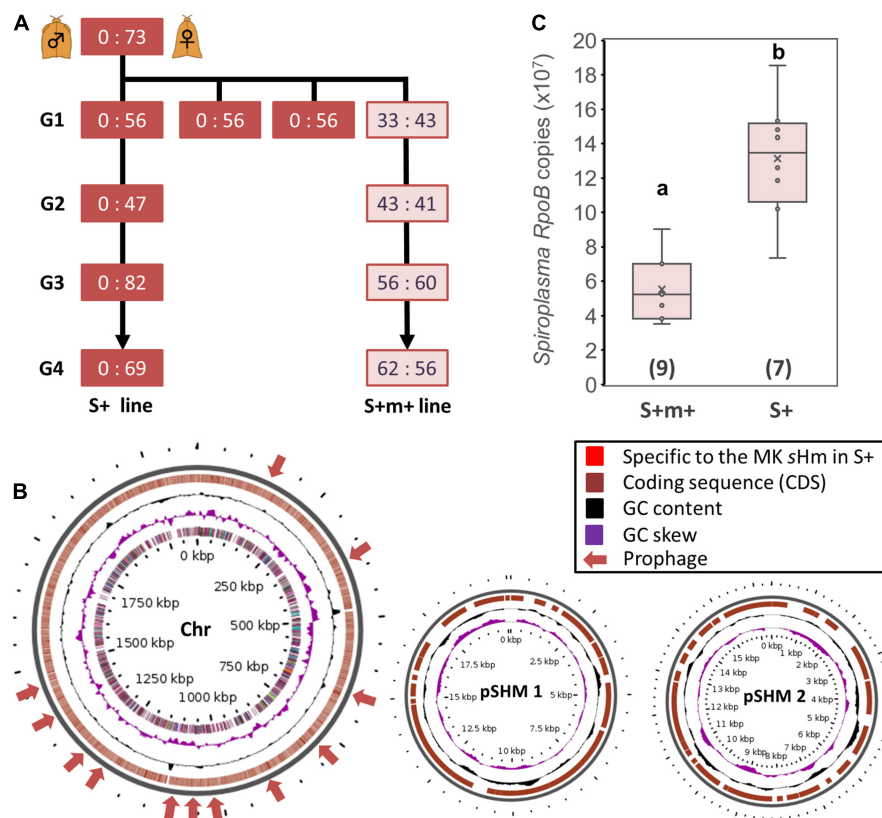 A
♂
0 : 73
♀
G1
0 : 56
0 : 56
0 : 56
33 : 43
G2
0 : 47
43 : 41
G3
0 : 82
56 : 60
G4
0 : 69
62 : 56
S+ line
S+m+ line
C
Spiroplasma RpoB copies (x10⁷)
20
18
16
14
12
10
8
6
4
2
0
a
b
(9)
(7)
S+m+
S+
Specific to the MK sHm in S+
Coding sequence (CDS)
GC content
GC skew
Prophage
B
Chr
0 kbp
250 kbp
500 kbp
750 kbp
1000 kbp
1250 kbp
1500 kbp
1750 kbp
pSHM 1
0 kbp
2.5 kbp
5 kbp
7.5 kbp
10 kbp
12.5 kbp
15 kbp
17.5 kbp
pSHM 2
0 kbp
1 kbp
2 kbp
3 kbp
4 kbp
5 kbp
6 kbp
7 kbp
8 kbp
9 kbp
10 kbp
11 kbp
12 kbp
13 kbp
14 kbp
15 kbp